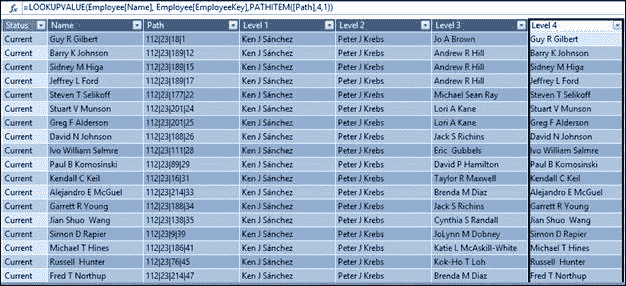 fx =LOOKUPVALUE(Employee[Name], Employee[EmployeeKey],PATHITEM([Path],4,1))
Status Name Path Level 1 Level 2 Level 3 Level 4
Current Guy R Gilbert 112|23|18|1 Ken J Sánchez Peter J Krebs Jo A Brown Guy R Gilbert
Current Barry K Johnson 112|23|189|12 Ken J Sánchez Peter J Krebs Andrew R Hill Barry K Johnson
Current Sidney M Higa 112|23|189|15 Ken J Sánchez Peter J Krebs Andrew R Hill Sidney M Higa
Current Jeffrey L Ford 112|23|189|17 Ken J Sánchez Peter J Krebs Andrew R Hill Jeffrey L Ford
Current Steven T Selikoff 112|23|177|22 Ken J Sánchez Peter J Krebs Michael Sean Ray Steven T Selikoff
Current Stuart V Munson 112|23|201|24 Ken J Sánchez Peter J Krebs Lori A Kane Stuart V Munson
Current Greg F Alderson 112|23|201|25 Ken J Sánchez Peter J Krebs Lori A Kane Greg F Alderson
Current David N Johnson 112|23|188|26 Ken J Sánchez Peter J Krebs Jack S Richins David N Johnson
Current Ivo William Salmre 112|23|111|28 Ken J Sánchez Peter J Krebs Eric Gubbels Ivo William Salmre
Current Paul B Komosinski 112|23|89|29 Ken J Sánchez Peter J Krebs David P Hamilton Paul B Komosinski
Current Kendall C Keil 112|23|16|31 Ken J Sánchez Peter J Krebs Taylor R Maxwell Kendall C Keil
Current Alejandro E McGuel 112|23|214|33 Ken J Sánchez Peter J Krebs Brenda M Diaz Alejandro E McGuel
Current Garrett R Young 112|23|188|34 Ken J Sánchez Peter J Krebs Jack S Richins Garrett R Young
Current Jian Shuo Wang 112|23|138|35 Ken J Sánchez Peter J Krebs Cynthia S Randall Jian Shuo Wang
Current Simon D Rapier 112|23|9|39 Ken J Sánchez Peter J Krebs JoLynn M Dobney Simon D Rapier
Current Michael T Hines 112|23|186|41 Ken J Sánchez Peter J Krebs Katie L McAskill-White Michael T Hines
Current Russell Hunter 112|23|76|45 Ken J Sánchez Peter J Krebs Kok-Ho T Loh Russell Hunter
Current Fred T Northup 112|23|214|47 Ken J Sánchez Peter J Krebs Brenda M Diaz Fred T Northup